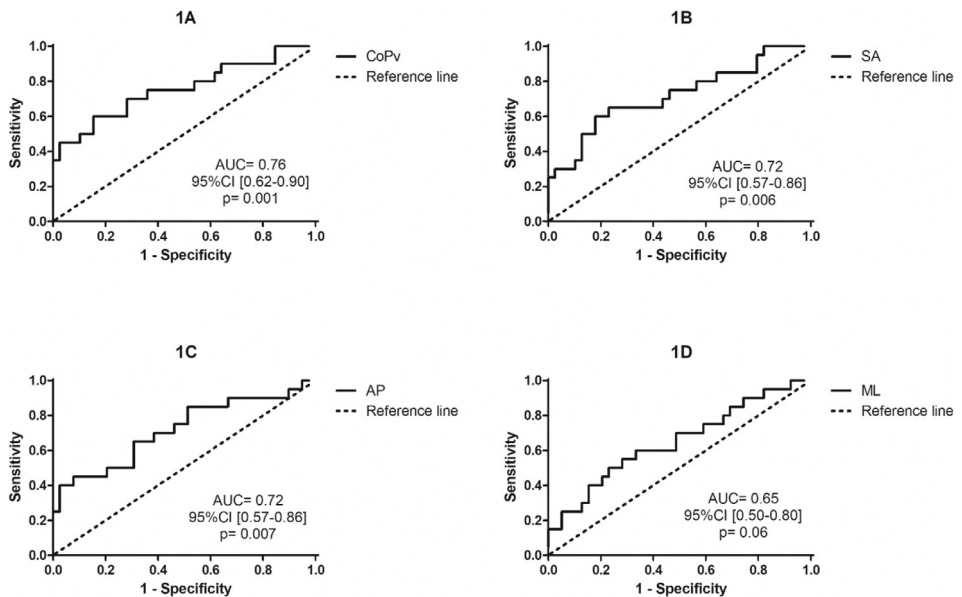 1A
1.0
0.8
0.6
0.4
0.2
0.0
Sensitivity
CoPv
Reference line
AUC= 0.76
95%CI [0.62-0.90]
p= 0.001
0.0 0.2 0.4 0.6 0.8 1.0
1 - Specificity
1B
1.0
0.8
0.6
0.4
0.2
0.0
Sensitivity
SA
Reference line
AUC= 0.72
95%CI [0.57-0.86]
p= 0.006
0.0 0.2 0.4 0.6 0.8 1.0
1 - Specificity
1C
1.0
0.8
0.6
0.4
0.2
0.0
Sensitivity
AP
Reference line
AUC= 0.72
95%CI [0.57-0.86]
p= 0.007
0.0 0.2 0.4 0.6 0.8 1.0
1 - Specificity
1D
1.0
0.8
0.6
0.4
0.2
0.0
Sensitivity
ML
Reference line
AUC= 0.65
95%CI [0.50-0.80]
p= 0.06
0.0 0.2 0.4 0.6 0.8 1.0
1 - Specificity